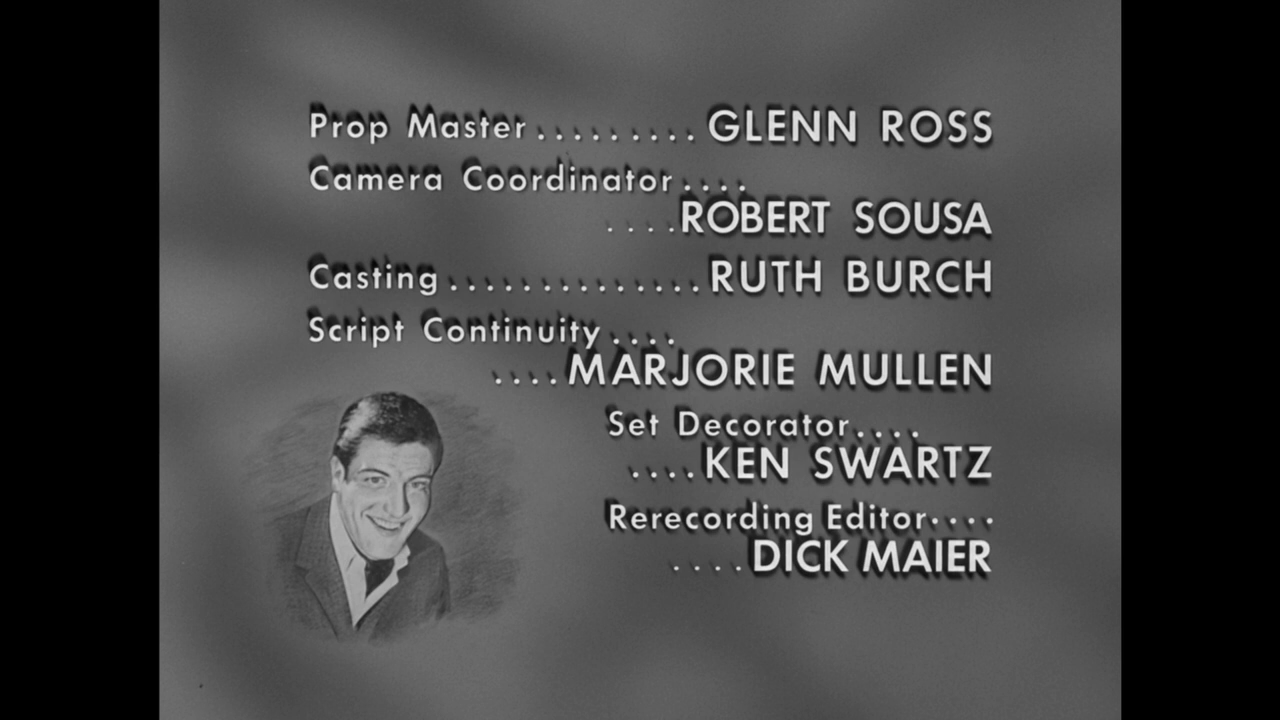 Prop Master.........GLENN ROSS
Camera Coordinator....
....ROBERT SOUSA
Casting..............RUTH BURCH
Script Continuity....
....MARJORIE MULLEN
Set Decorator....
....KEN SWARTZ
Rerecording Editor....
....DICK MAIER